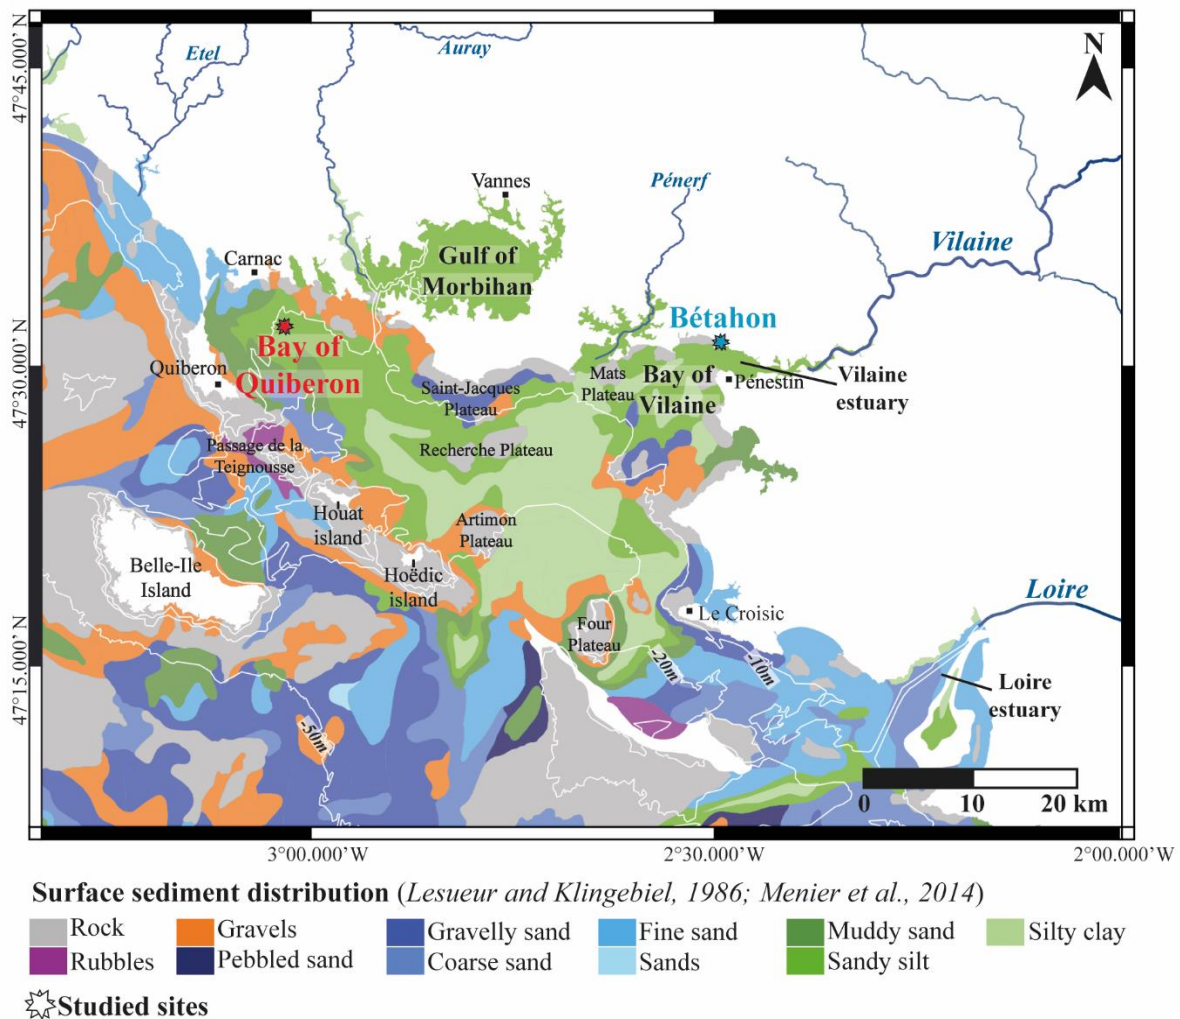 Etel
Auray
N
47°45.000' N
Vannes
Pénerf
Vilaine
Carnac
Gulf of
Morbihan
Bétahon
Bay of
Quiberon
Quiberon
47°30.000' N
Saint-Jacques
Plateau
Mats
Plateau
Bay of
Vilaine
Pénestin
Vilaine
estuary
Passage de la
Teignousse
Recherche Plateau
Houat
island
Artimon
Plateau
Belle-Ile
Island
Hoëdic
island
Four
Plateau
Le Croisic
Loire
47°15.000' N
-20m
-10m
Loire
estuary
-50m
0 10 20 km
3°00.000'W 2°30.000'W 2°00.000'W
Surface sediment distribution (Lesueur and Klingebiel, 1986; Menier et al., 2014)
Rock Gravels Gravelly sand Fine sand Muddy sand Silty clay
Rubbles Pebbled sand Coarse sand Sands Sandy silt
Studied sites